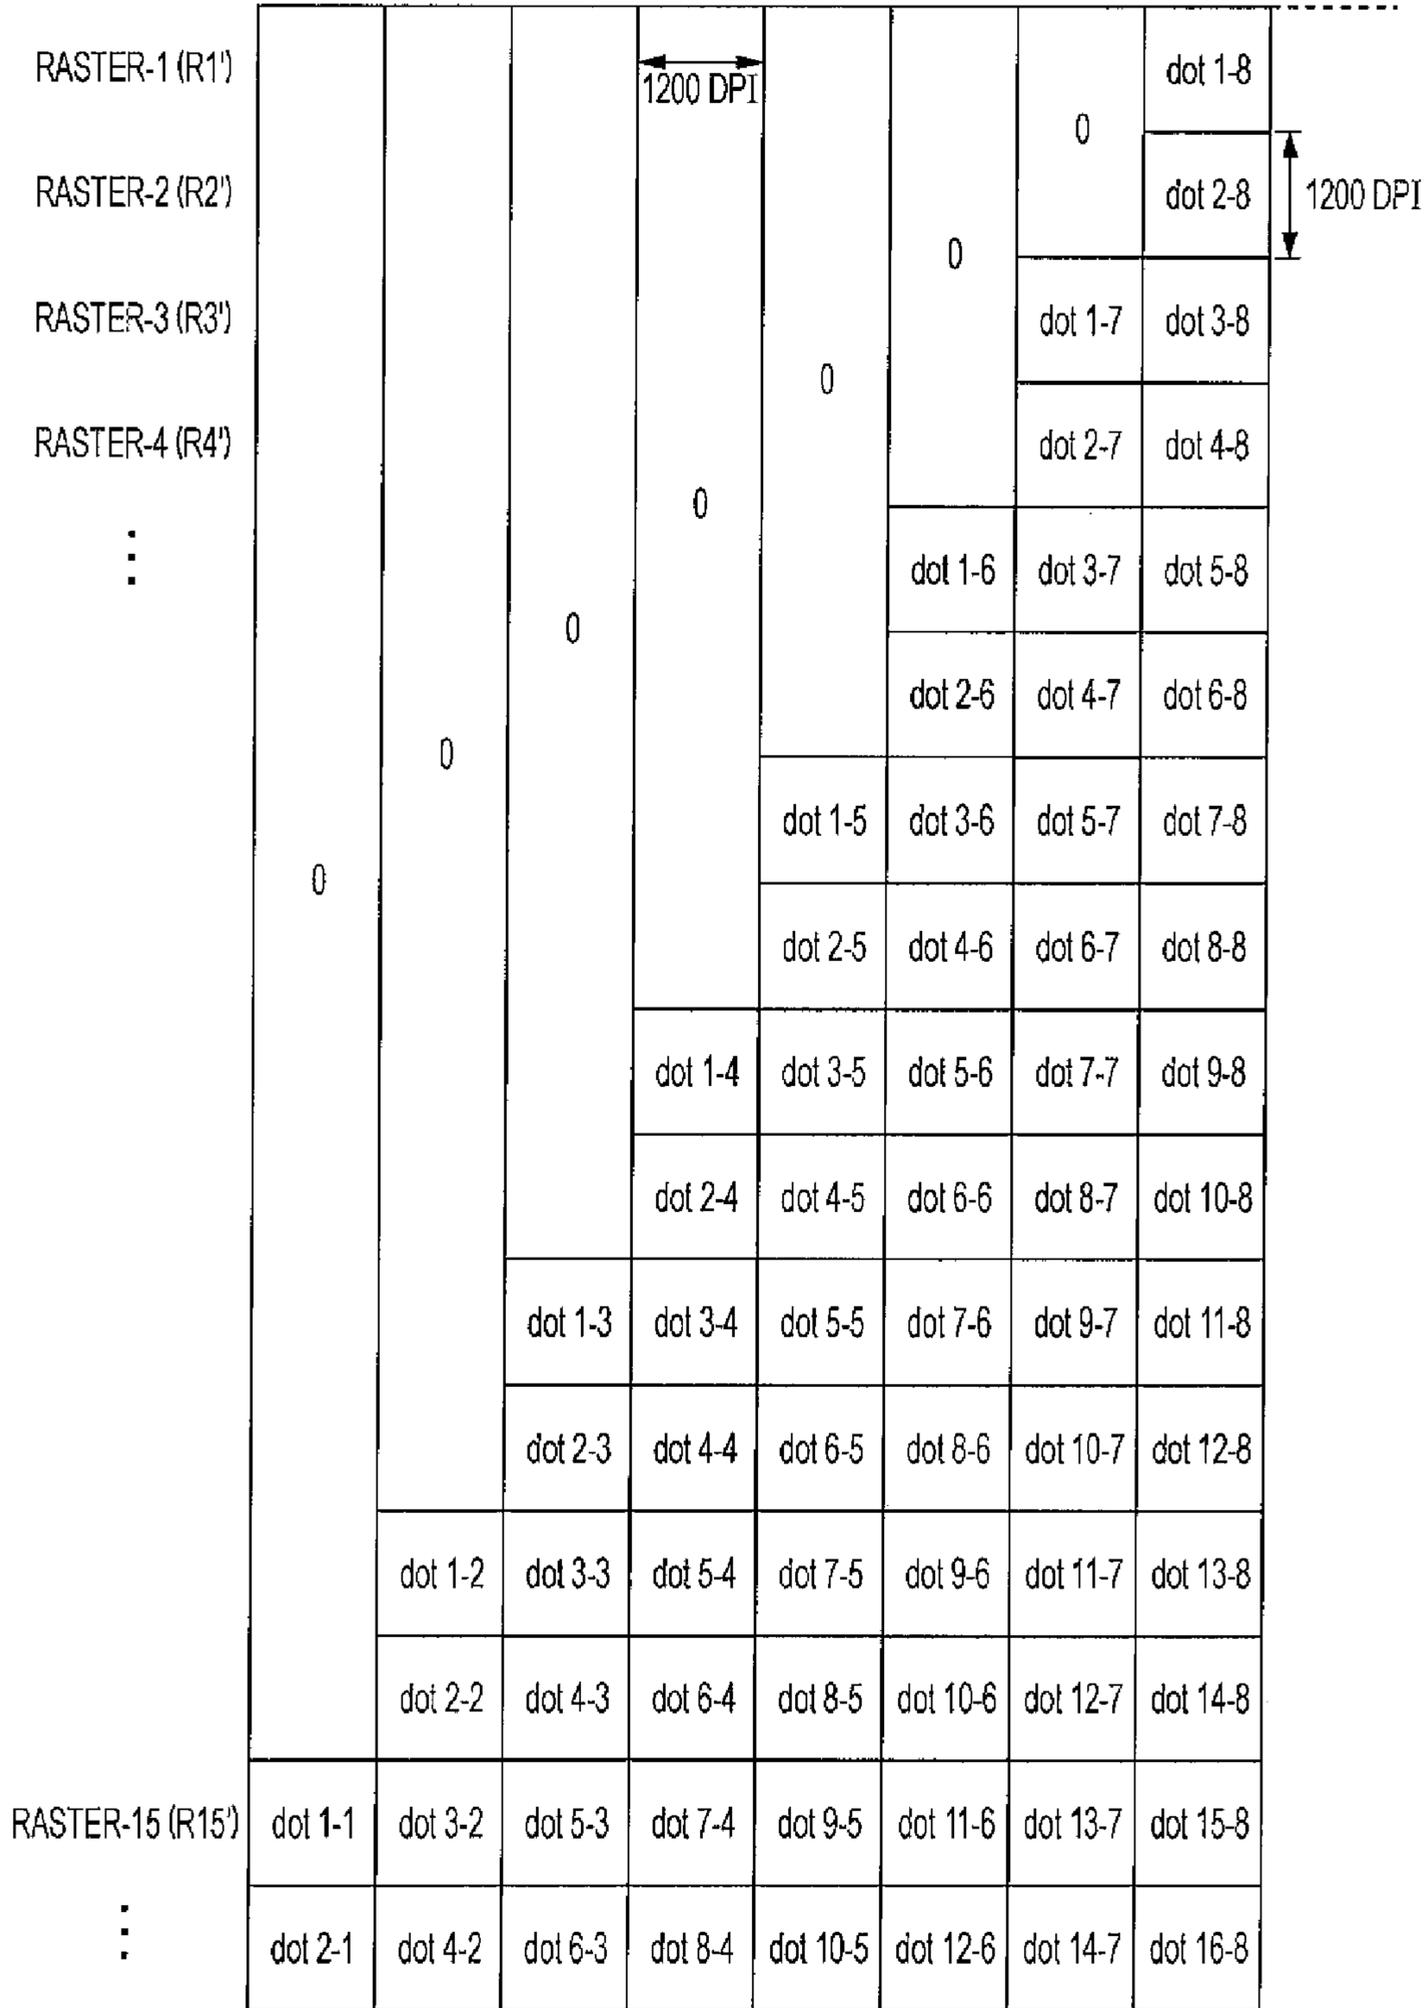 RASTER-1 (R1') dot 1-8
1200 DPI
0
RASTER-2 (R2') dot 2-8 1200 DPI
0
RASTER-3 (R3') dot 1-7 dot 3-8
0
RASTER-4 (R4') dot 2-7 dot 4-8
0
⋮ dot 1-6 dot 3-7 dot 5-8
0
dot 2-6 dot 4-7 dot 6-8
0
dot 1-5 dot 3-6 dot 5-7 dot 7-8
0
dot 2-5 dot 4-6 dot 6-7 dot 8-8
dot 1-4 dot 3-5 dot 5-6 dot 7-7 dot 9-8
dot 2-4 dot 4-5 dot 6-6 dot 8-7 dot 10-8
dot 1-3 dot 3-4 dot 5-5 dot 7-6 dot 9-7 dot 11-8
dot 2-3 dot 4-4 dot 6-5 dot 8-6 dot 10-7 dot 12-8
dot 1-2 dot 3-3 dot 5-4 dot 7-5 dot 9-6 dot 11-7 dot 13-8
dot 2-2 dot 4-3 dot 6-4 dot 8-5 dot 10-6 dot 12-7 dot 14-8
RASTER-15 (R15') dot 1-1 dot 3-2 dot 5-3 dot 7-4 dot 9-5 dot 11-6 dot 13-7 dot 15-8
⋮ dot 2-1 dot 4-2 dot 6-3 dot 8-4 dot 10-5 dot 12-6 dot 14-7 dot 16-8